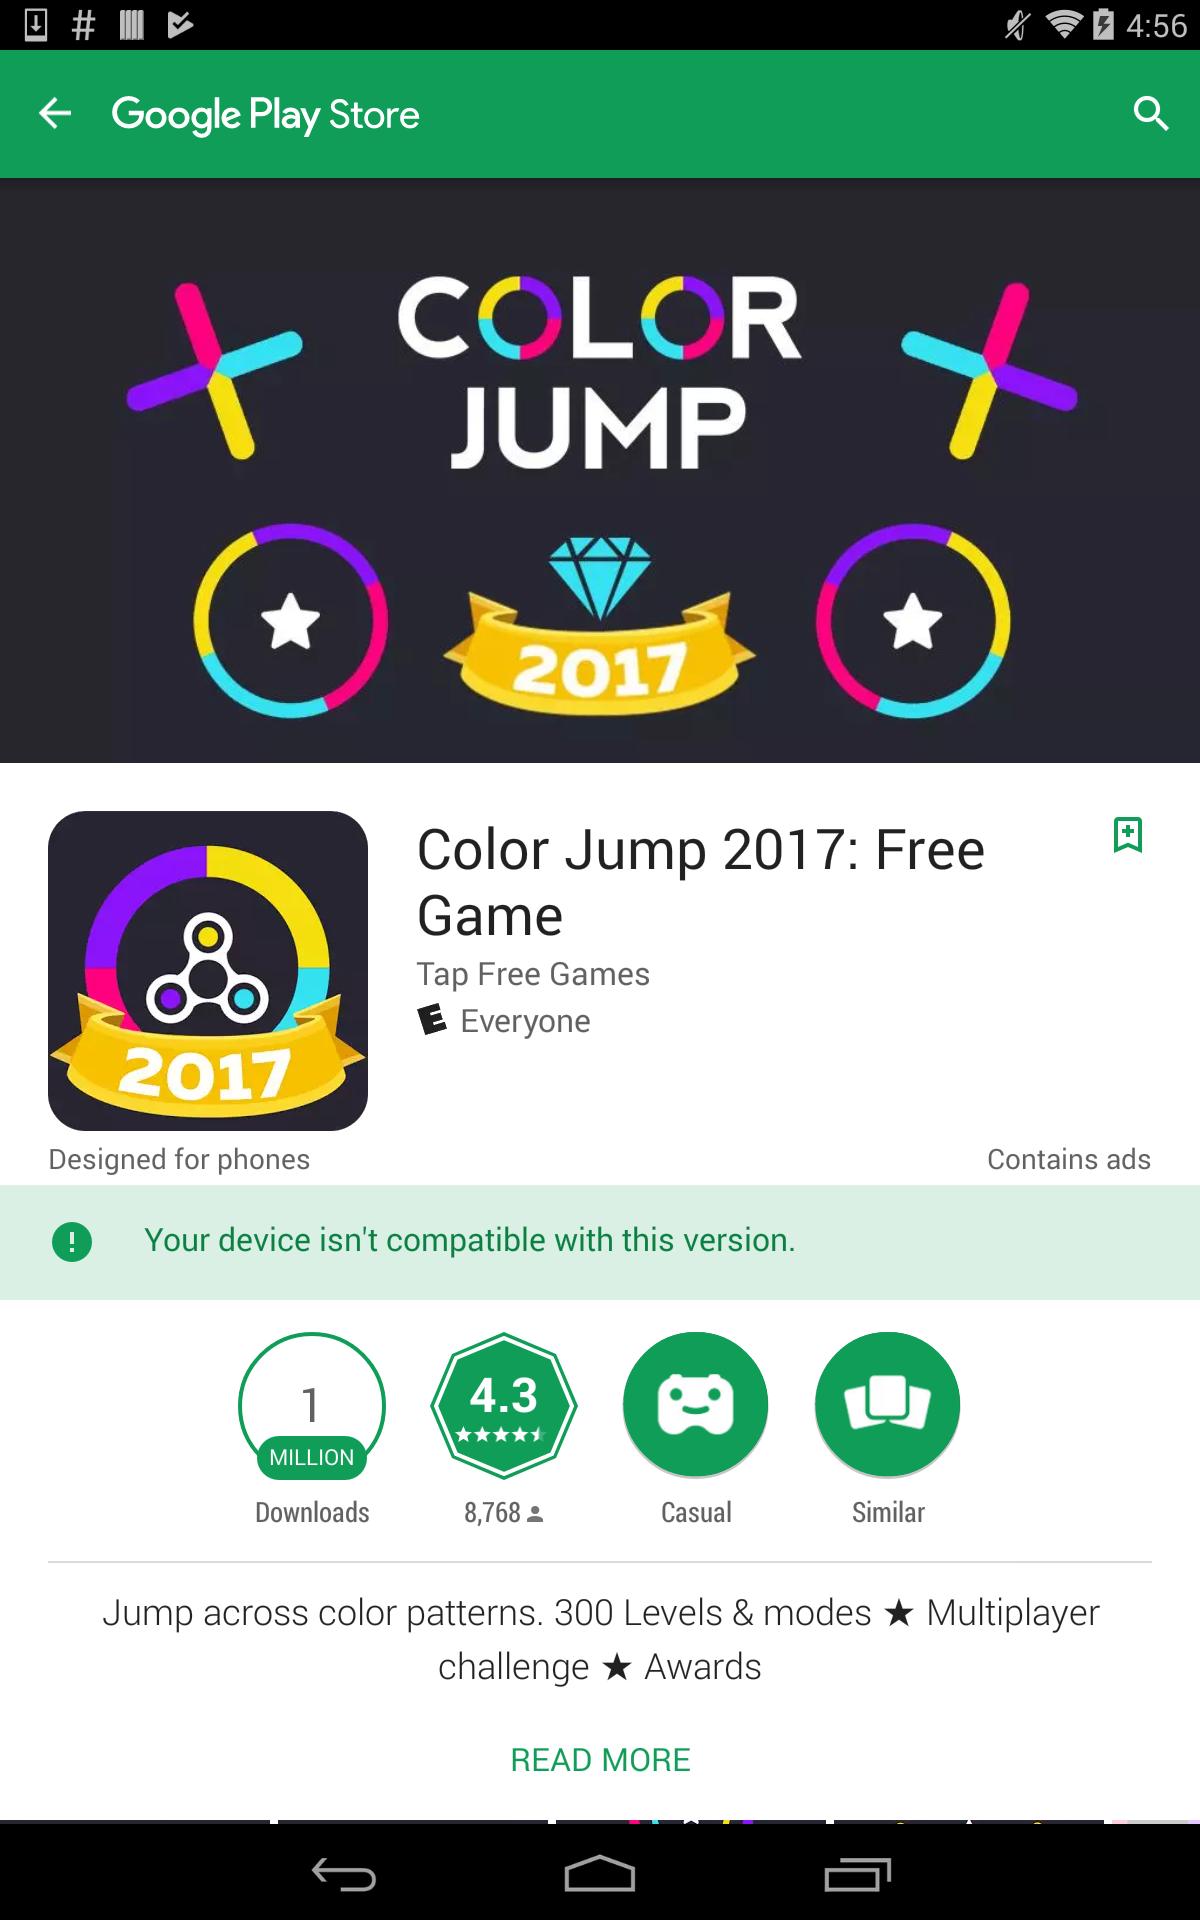 4:56
Google Play Store
COLOR
JUMP
2017
2017
Color Jump 2017: Free
Game
Tap Free Games
E Everyone
Designed for phones
Contains ads
Your device isn't compatible with this version.
1
MILLION
Downloads
4.3
8,768
Casual
Similar
Jump across color patterns. 300 Levels & modes ★ Multiplayer
challenge ★ Awards
READ MORE